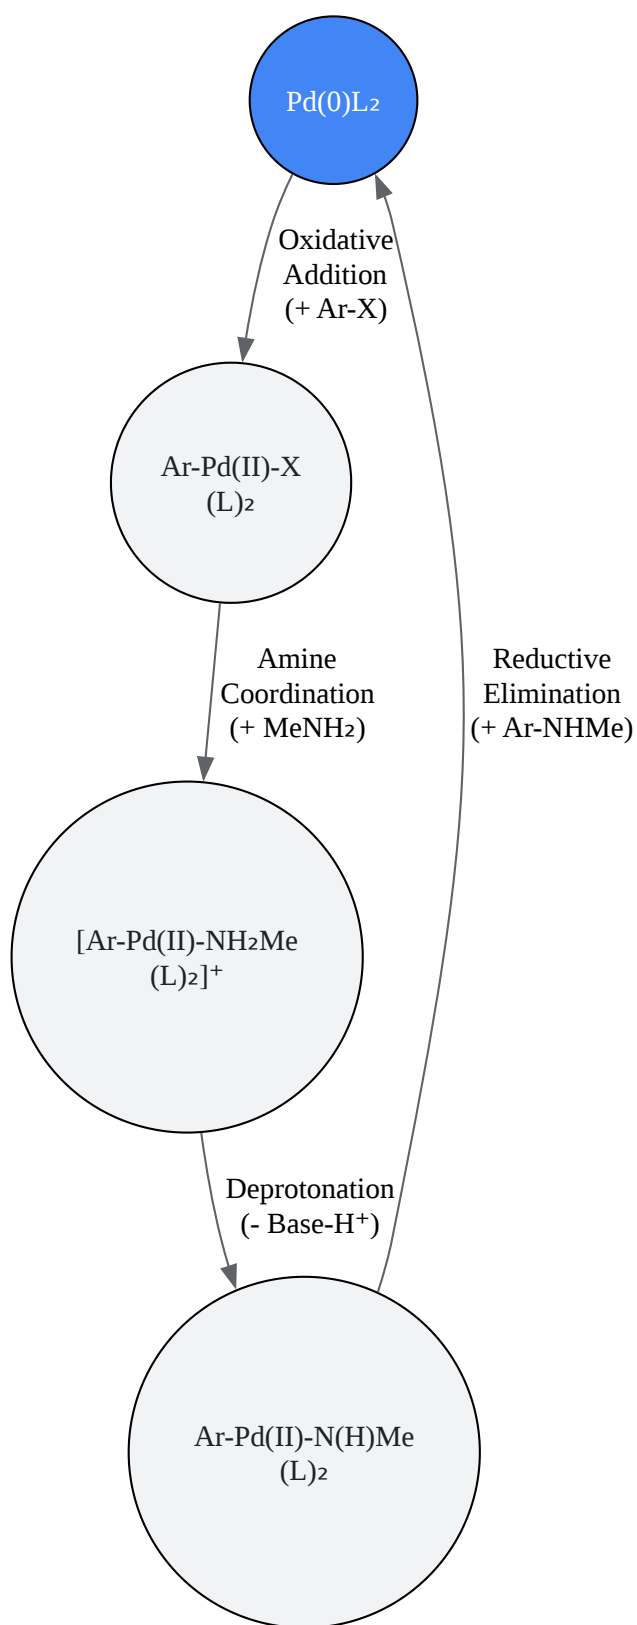 Pd(0)L₂
Oxidative
Addition
(+ Ar-X)
Ar-Pd(II)-X
(L)₂
Amine
Coordination
(+ MeNH₂)
Reductive
Elimination
(+ Ar-NHMe)
[Ar-Pd(II)-NH₂Me
(L)₂]⁺
Deprotonation
(- Base-H⁺)
Ar-Pd(II)-N(H)Me
(L)₂